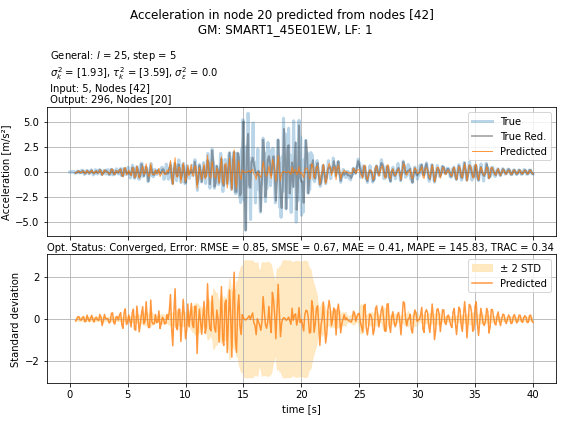 Acceleration in node 20 predicted from nodes [42]
GM: SMART1_45E01EW, LF: 1
General: l = 25, step = 5
σ²ₖ = [1.93], τ²ₖ = [3.59], σ²ε = 0.0
Input: 5, Nodes [42]
Output: 296, Nodes [20]
Acceleration [m/s²]
5.0
2.5
0.0
−2.5
−5.0
True
True Red.
Predicted
Opt. Status: Converged, Error: RMSE = 0.85, SMSE = 0.67, MAE = 0.41, MAPE = 145.83, TRAC = 0.34
Standard deviation
2
0
−2
± 2 STD
Predicted
0 5 10 15 20 25 30 35 40
time [s]